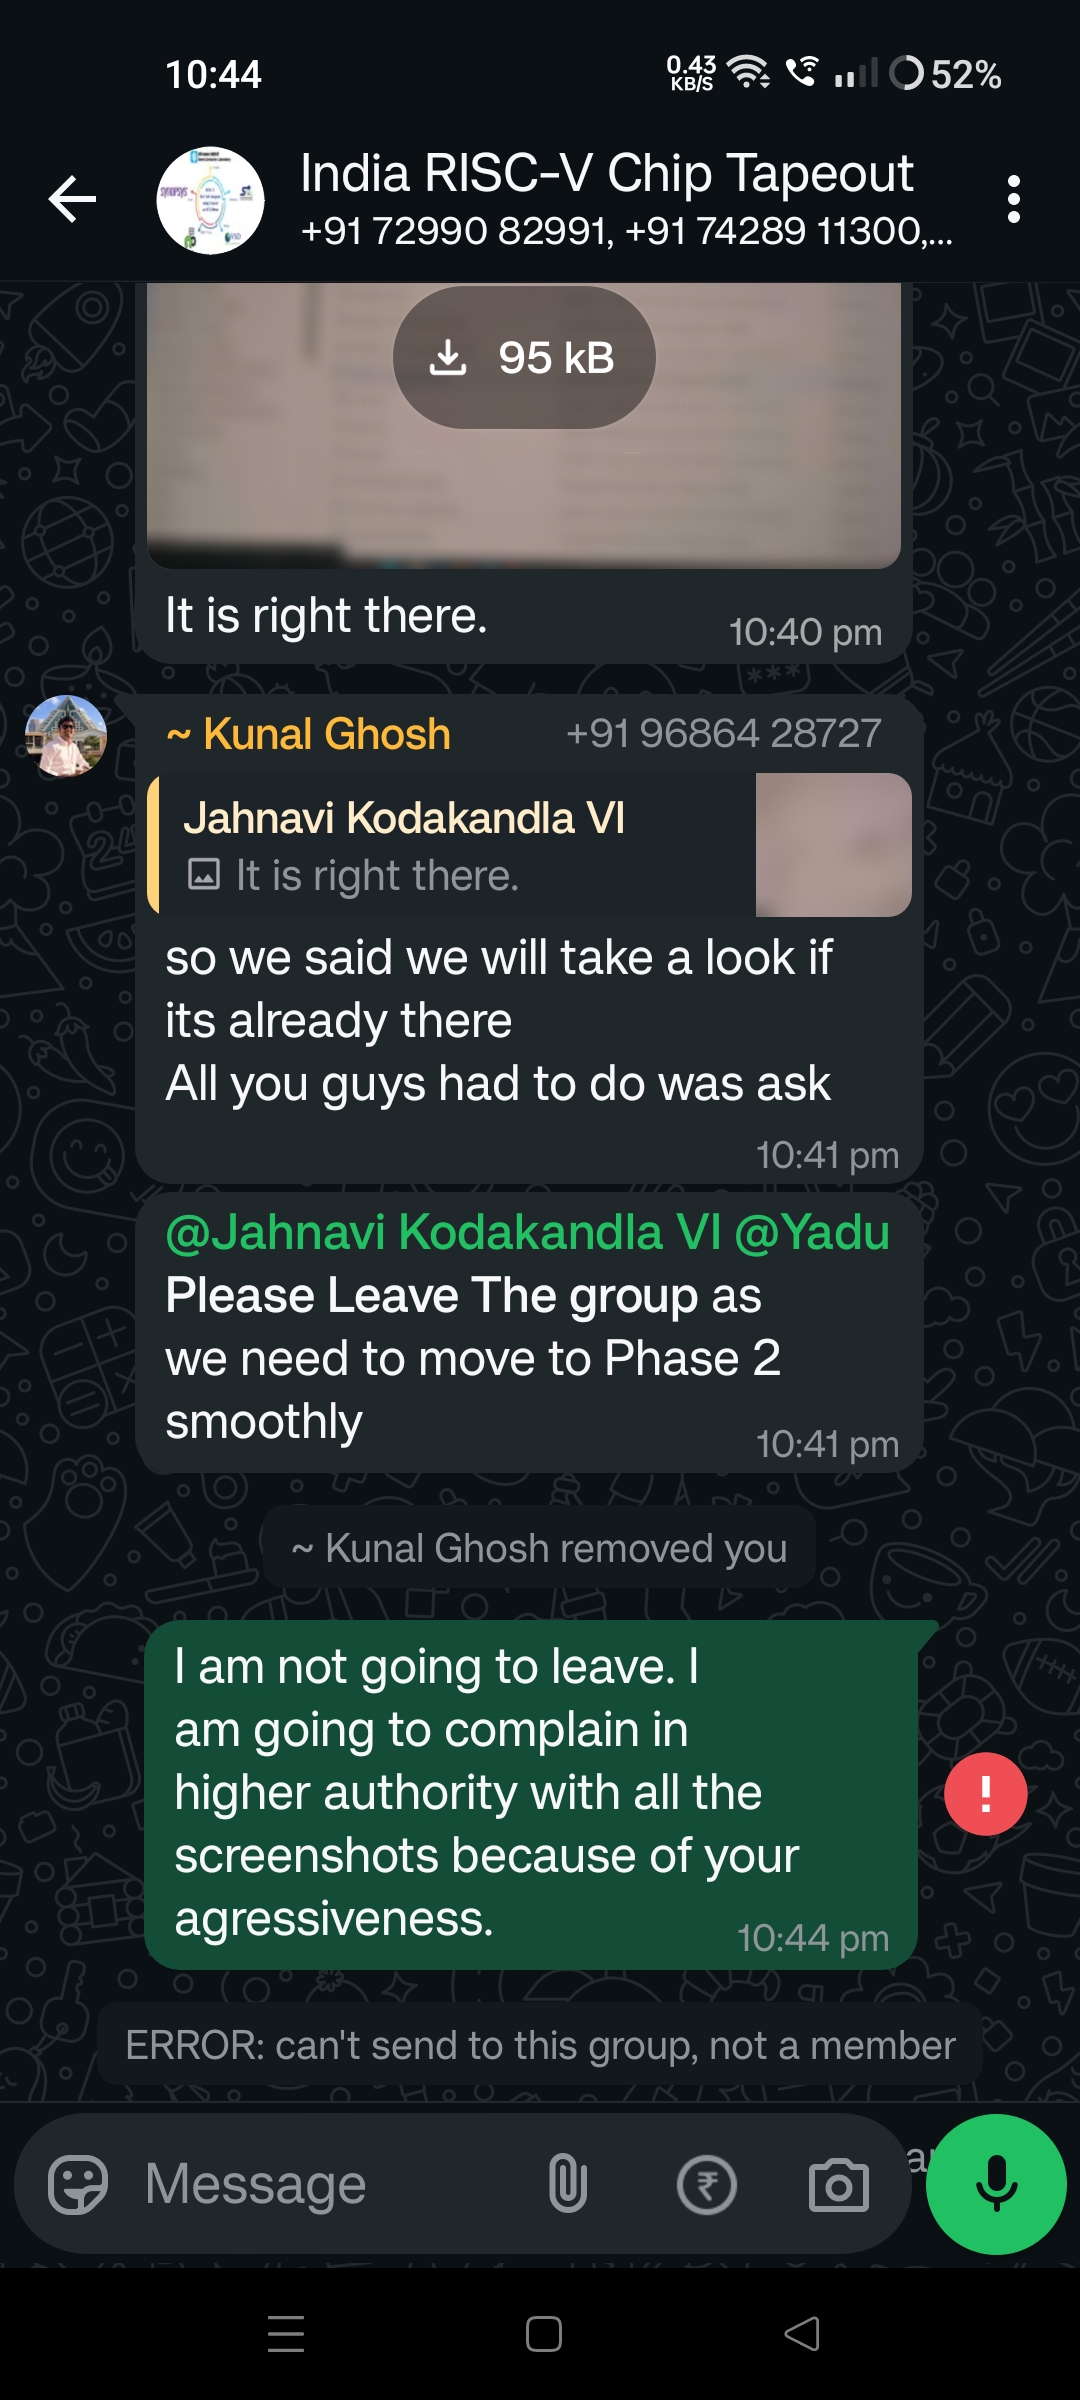 10:44
0.43
KB/S
52%
India RISC-V Chip Tapeout
+91 72990 82991, +91 74289 11300,...
SYNOPSYS
95 kB
It is right there.
10:40 pm
~ Kunal Ghosh +91 96864 28727
Jahnavi Kodakandla VI
It is right there.
so we said we will take a look if
its already there
All you guys had to do was ask
10:41 pm
@Jahnavi Kodakandla VI @Yadu
Please Leave The group as
we need to move to Phase 2
smoothly
10:41 pm
~ Kunal Ghosh removed you
I am not going to leave. I
am going to complain in
higher authority with all the
screenshots because of your
agressiveness.
10:44 pm
ERROR: can't send to this group, not a member
Message